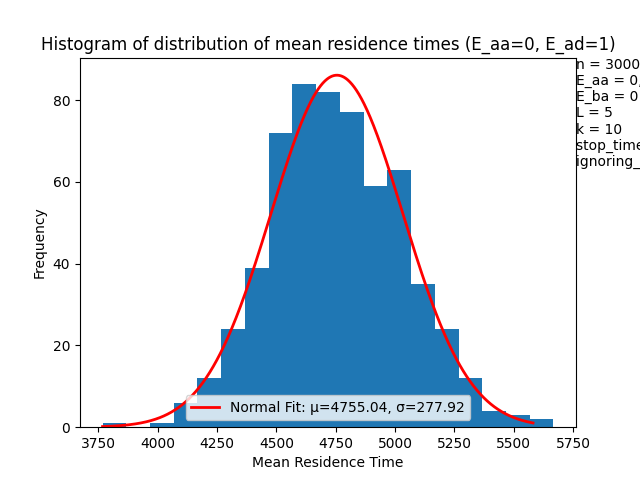 Histogram of distribution of mean residence times (E_aa=0, E_ad=1)
n = 3000
E_aa = 0,
E_ba = 0
L = 5
k = 10
stop_time
ignoring_
Frequency
80
60
40
20
0
Normal Fit: μ=4755.04, σ=277.92
3750 4000 4250 4500 4750 5000 5250 5500 5750
Mean Residence Time